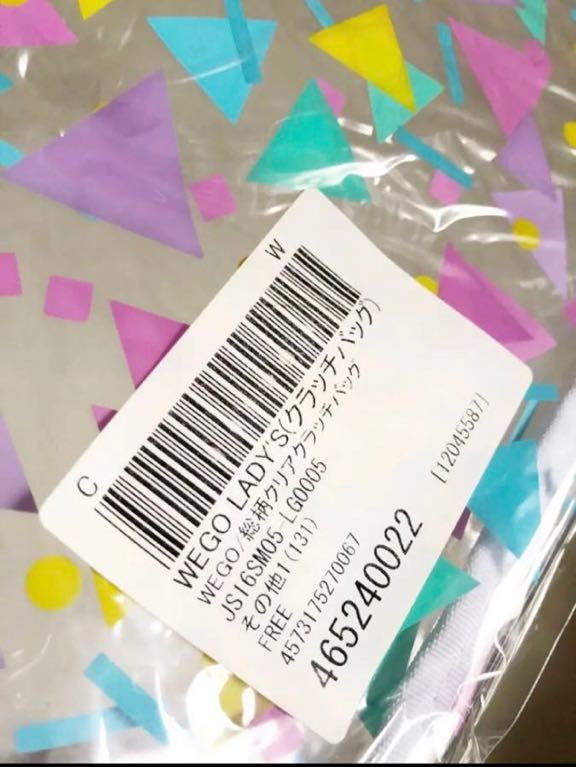 C
W
WEGO LADY'S(クラッチバッグ)
WEGO/総柄クリアクラッチバッグ
JS16SM05-LG0005
その他1(131)
FREE
4573175270067
465240022
[12045587]